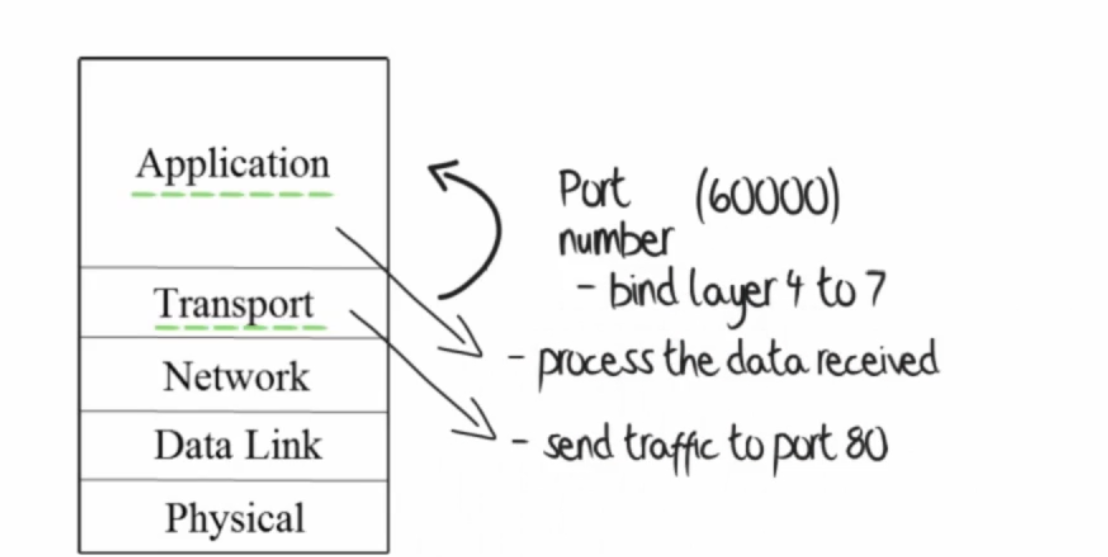 Application
Transport
Network
Data Link
Physical
Port (60000)
number
- bind layer 4 to 7
- process the data received
- send traffic to port 80